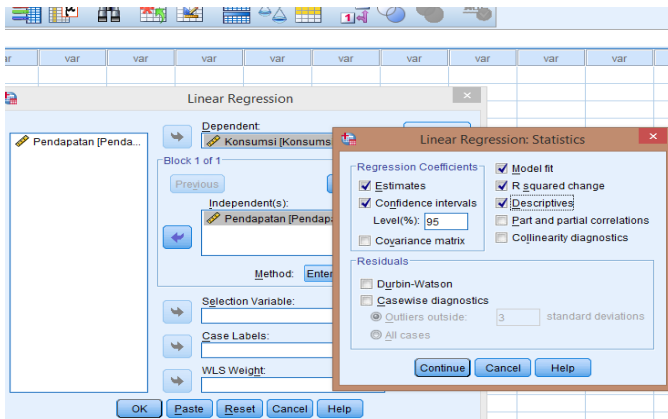 var var var var var var var var var
Linear Regression
Pendapatan [Penda...
Dependent:
Konsumsi [Konsums
Block 1 of 1
Previous
Independent(s):
Pendapatan [Pendapa
Method: Enter
Selection Variable:
Case Labels:
WLS Weight:
OK Paste Reset Cancel Help
Linear Regression: Statistics
Regression Coefficients
Estimates
Confidence intervals
Level(%): 95
Covariance matrix
Model fit
R squared change
Descriptives
Part and partial correlations
Collinearity diagnostics
Residuals
Durbin-Watson
Casewise diagnostics
Outliers outside: 3 standard deviations
All cases
Continue Cancel Help